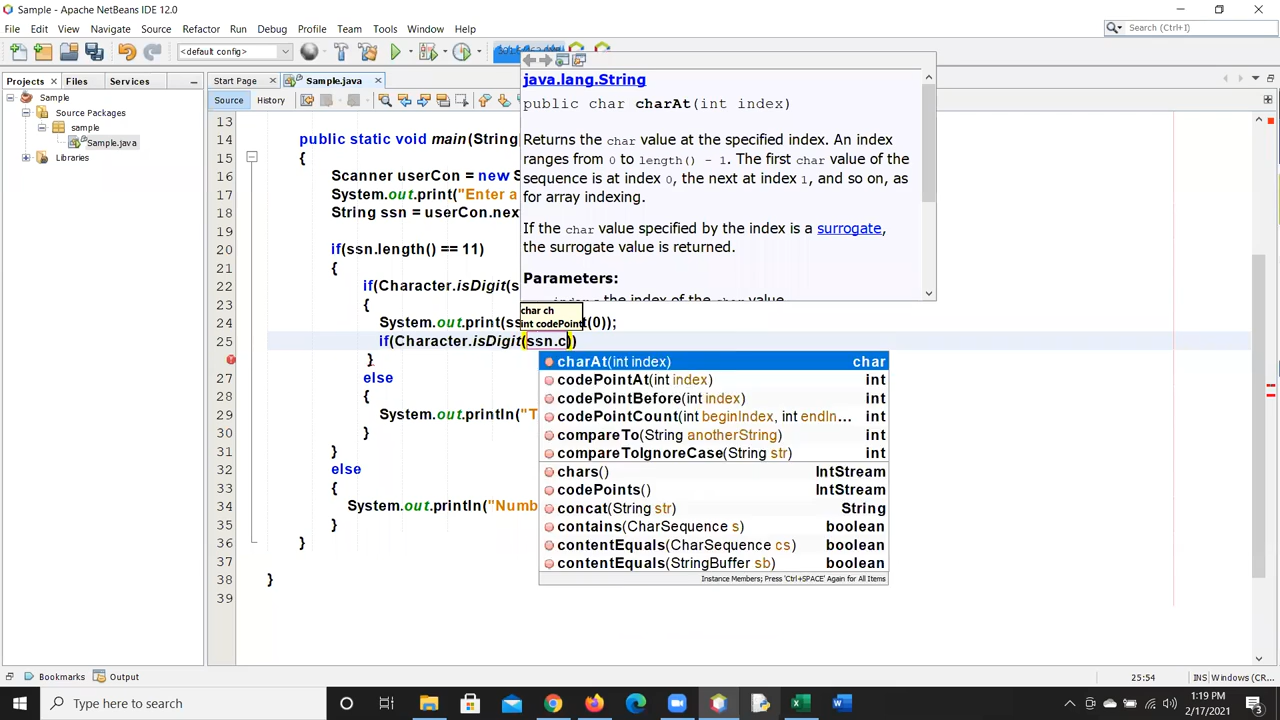 Sample - Apache NetBeans IDE 12.0
File Edit View Navigate Source Refactor Run Debug Profile Team Tools Window Help
Search (Ctrl+I)
<default config>
Projects Files Services
Start Page Sample.java
Source History
Sample
Source Packages
sample
Sample.java
Libraries
java.lang.String
public char charAt(int index)
Returns the char value at the specified index. An index
ranges from 0 to length() - 1. The first char value of the
sequence is at index 0, the next at index 1, and so on, as
for array indexing.
If the char value specified by the index is a surrogate,
the surrogate value is returned.
Parameters:
index - the index of the char value.
char ch
int codePoint
13
14 public static void main(String
15 {
16 Scanner userCon = new S
17 System.out.print("Enter a
18 String ssn = userCon.nex
19
20 if(ssn.length() == 11)
21 {
22 if(Character.isDigit(s
23 {
24 System.out.print(ss t(0));
25 if(Character.isDigit(ssn.c))
}
27 else
28 {
29 System.out.println("T
30 }
31 }
32 else
33 {
34 System.out.println("Numb
35 }
36 }
37
38 }
39
charAt(int index) char
codePointAt(int index) int
codePointBefore(int index) int
codePointCount(int beginIndex, int endIn... int
compareTo(String anotherString) int
compareToIgnoreCase(String str) int
chars() IntStream
codePoints() IntStream
concat(String str) String
contains(CharSequence s) boolean
contentEquals(CharSequence cs) boolean
contentEquals(StringBuffer sb) boolean
Instance Members; Press 'Ctrl+SPACE' Again for All Items
Bookmarks Output
25:54 INS Windows (CR...
Type here to search
1:19 PM
2/17/2021
3